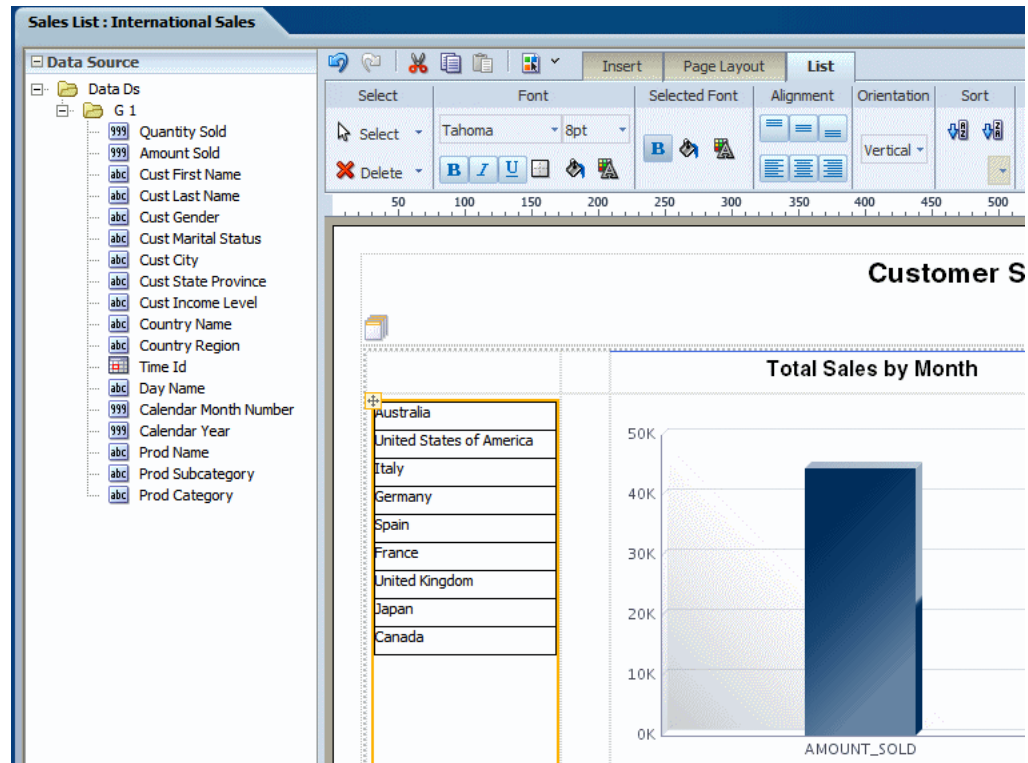 Sales List : International Sales
Data Source
Data Ds
G 1
999 Quantity Sold
999 Amount Sold
abc Cust First Name
abc Cust Last Name
abc Cust Gender
abc Cust Marital Status
abc Cust City
abc Cust State Province
abc Cust Income Level
abc Country Name
abc Country Region
Time Id
abc Day Name
999 Calendar Month Number
999 Calendar Year
abc Prod Name
abc Prod Subcategory
abc Prod Category
Insert Page Layout List
Select Font Selected Font Alignment Orientation Sort
Select Tahoma 8pt
Vertical
Delete B I U B
50 100 150 200 250 300 350 400 450 500
Customer S
Total Sales by Month
Australia
United States of America
Italy
Germany
Spain
France
United Kingdom
Japan
Canada
50K
40K
30K
20K
10K
0K
AMOUNT_SOLD